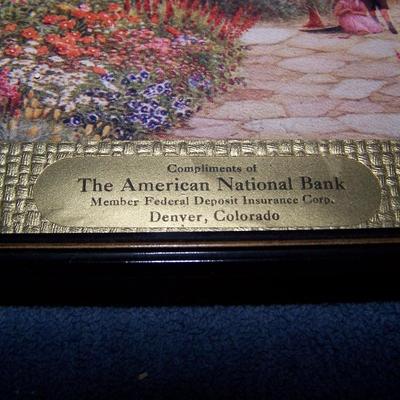 Compliments of
The American National Bank
Member Federal Deposit Insurance Corp.
Denver, Colorado